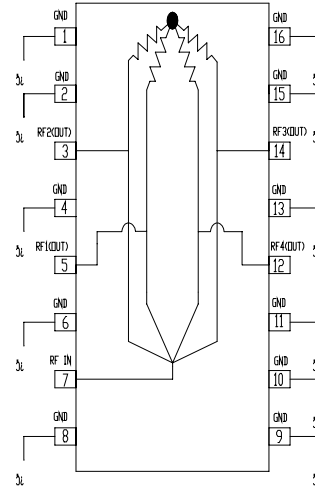 GND
1
GND
16
GND
2
GND
15
RF2(OUT)
3
RF3(OUT)
14
GND
4
GND
13
RF1(OUT)
5
RF4(OUT)
12
GND
6
GND
11
RF IN
7
GND
10
GND
8
GND
9